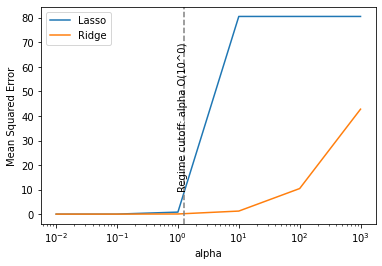 Lasso
Ridge
Mean Squared Error
80
70
60
50
40
30
20
10
0
Regime cutoff: alpha O(10^0)
10⁻² 10⁻¹ 10⁰ 10¹ 10² 10³
alpha